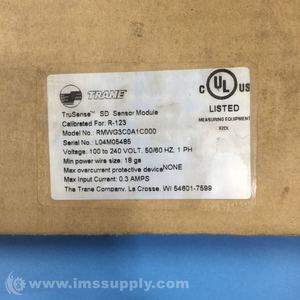 TRANE
TruSense™ SD Sensor Module
Calibrated For: R-123
Model No.: RMWG3C0A1C000
Serial No.: L04M05485
Voltage: 100 to 240 VOLT, 50/60 HZ, 1 PH
Min power wire size: 18 ga
Max overcurrent protective device NONE
Max Input Current: 0.3 AMPS
The Trane Company, La Crosse, WI 54601-7599
C UL US
®
LISTED
MEASURING EQUIPMENT
© www.imssupply.com